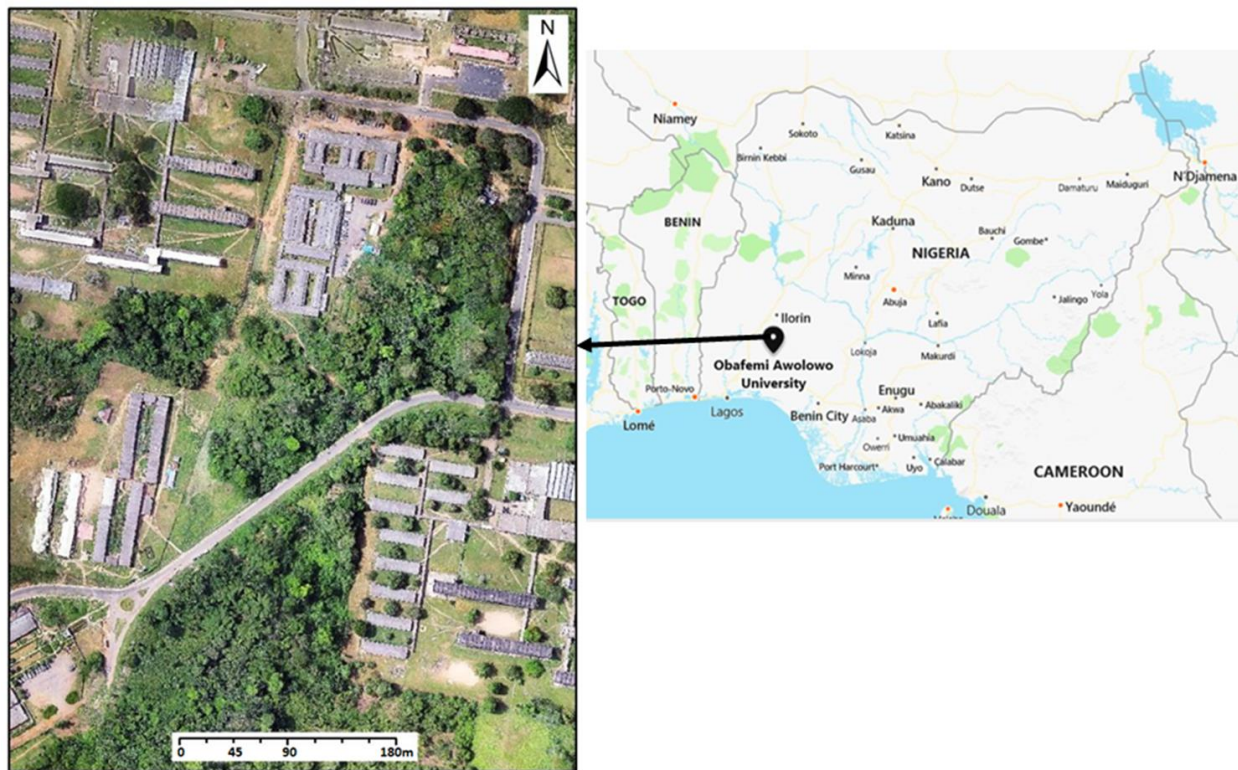 N
0 45 90 180m
Niamey
Sokoto
Katsina
Birnin Kebbi
Gusau
Kano
Dutse
Damaturu
Maiduguri
N'Djamena
BENIN
Kaduna
Bauchi
Gombe
NIGERIA
Minna
Abuja
Jalingo
Yola
TOGO
Ilorin
Lafia
Lokoja
Makurdi
Obafemi Awolowo
University
Porto-Novo
Lagos
Lomé
Benin City
Enugu
Asaba
Akwa
Abakaliki
Owerri
Umuahia
Port Harcourt
Uyo
Calabar
CAMEROON
Douala
Yaoundé